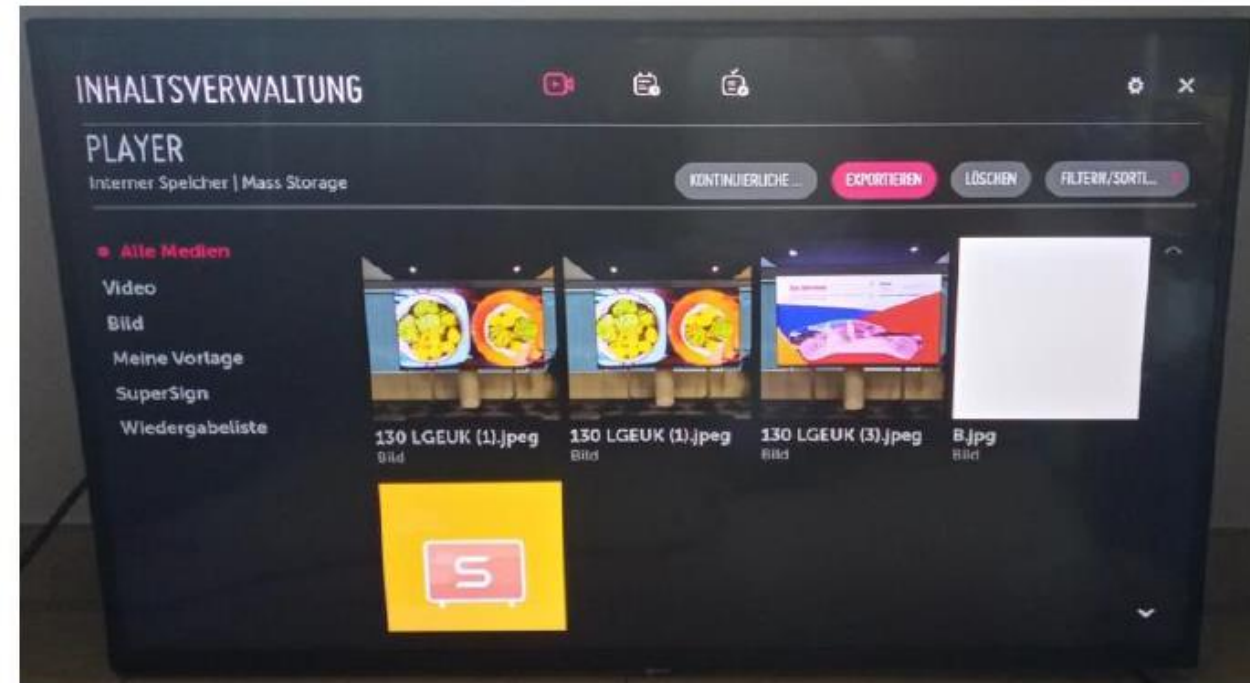 INHALTSVERWALTUNG
PLAYER
Interner Speicher | Mass Storage
KONTINUIERLICHE ...
EXPORTIEREN
LÖSCHEN
FILTERN/SORTI...
Alle Medien
Video
Bild
Meine Vorlage
SuperSign
Wiedergabeliste
130 LGEUK (1).jpeg
Bild
130 LGEUK (1).jpeg
Bild
130 LGEUK (3).jpeg
Bild
B.jpg
Bild
S